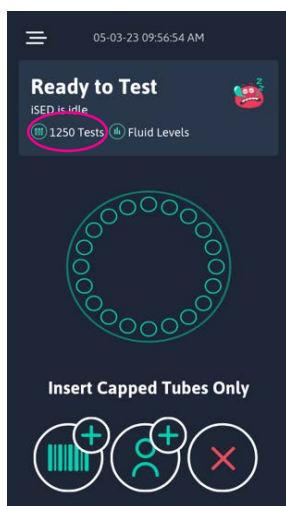 05-03-23 09:56:54 AM
Ready to Test
iSED is idle
1250 Tests Fluid Levels
Insert Capped Tubes Only